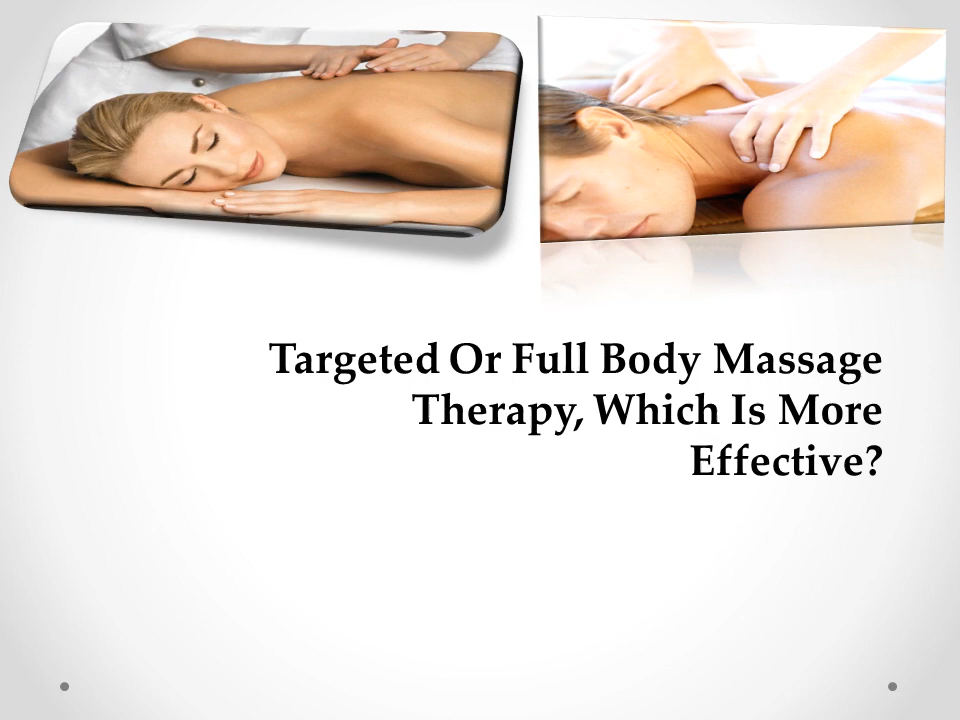 Targeted Or Full Body Massage
Therapy, Which Is More
Effective?